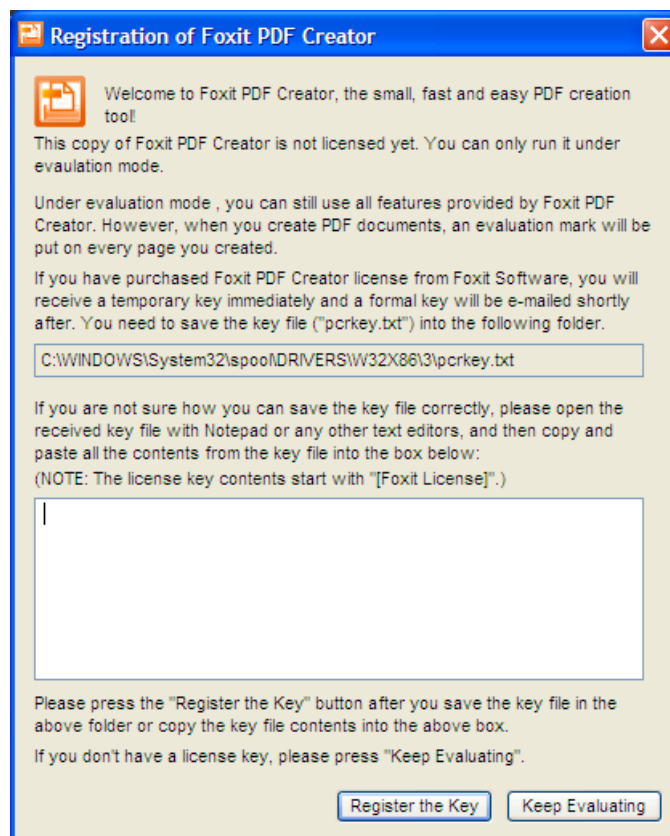 Registration of Foxit PDF Creator
Welcome to Foxit PDF Creator, the small, fast and easy PDF creation
tool!
This copy of Foxit PDF Creator is not licensed yet. You can only run it under
evaulation mode.
Under evaluation mode , you can still use all features provided by Foxit PDF
Creator. However, when you create PDF documents, an evaluation mark will be
put on every page you created.
If you have purchased Foxit PDF Creator license from Foxit Software, you will
receive a temporary key immediately and a formal key will be e-mailed shortly
after. You need to save the key file ("pcrkey.txt") into the following folder.
C:\WINDOWS\System32\spool\DRIVERS\W32X86\3\pcrkey.txt
If you are not sure how you can save the key file correctly, please open the
received key file with Notepad or any other text editors, and then copy and
paste all the contents from the key file into the box below:
(NOTE: The license key contents start with "[Foxit License]".)
Please press the "Register the Key" button after you save the key file in the
above folder or copy the key file contents into the above box.
If you don't have a license key, please press "Keep Evaluating".
Register the Key Keep Evaluating